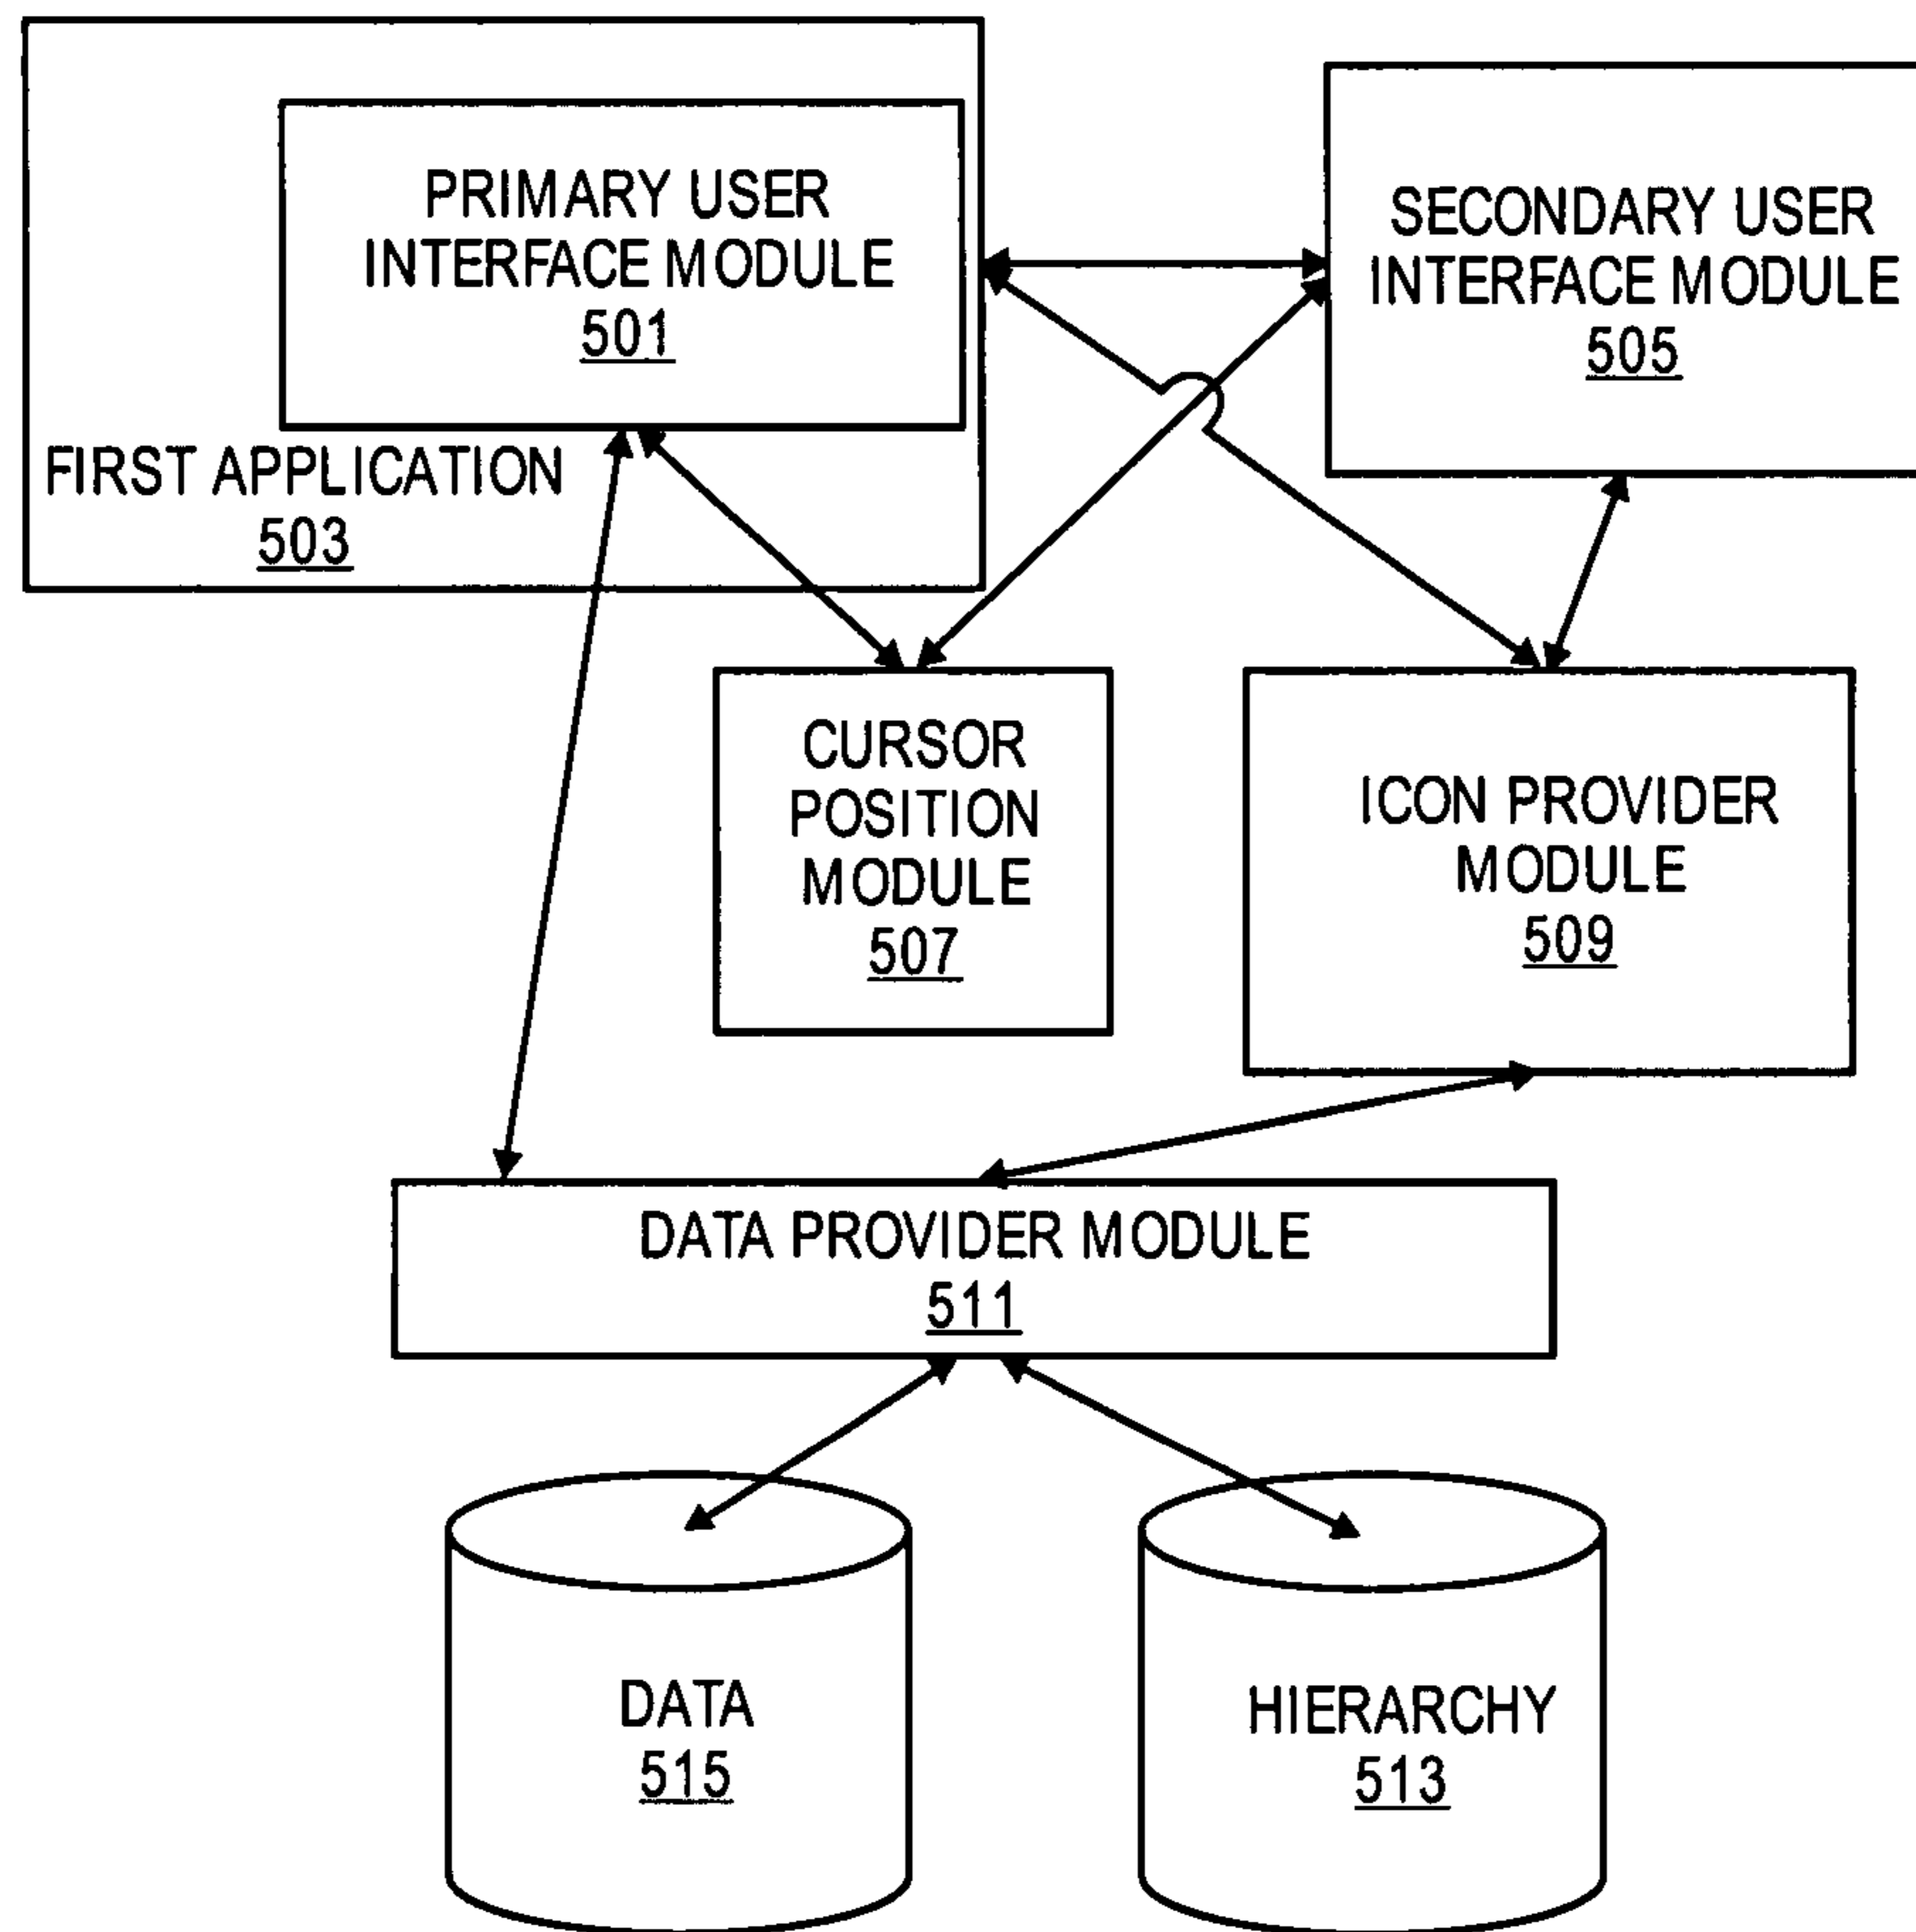 PRIMARY USER
INTERFACE MODULE
501
FIRST APPLICATION
503
SECONDARY USER
INTERFACE MODULE
505
CURSOR
POSITION
MODULE
507
ICON PROVIDER
MODULE
509
DATA PROVIDER MODULE
511
DATA
515
HIERARCHY
513